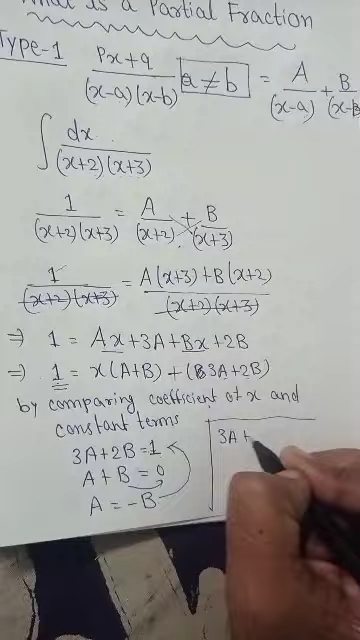 What is a Partial Fraction
Type-1 Px+q/(x-a)(x-b) a≠b = A/(x-a) + B/(x-b)
∫ dx/(x+2)(x+3)
1/(x+2)(x+3) = A/(x+2) + B/(x+3)
1/(x+2)(x+3) = A(x+3)+B(x+2)/(x+2)(x+3)
⇒ 1 = Ax+3A+Bx+2B
⇒ 1 = x(A+B) + (3A+2B)
by comparing coefficient of x and
constant terms
3A+2B=1
A+B=0
A=-B
3A+